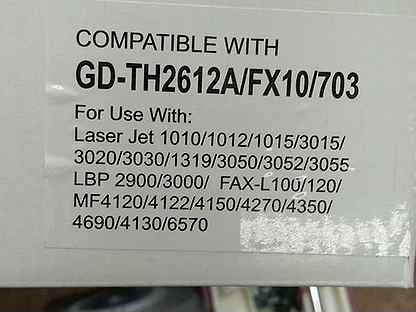 COMPATIBLE WITH
GD-TH2612A/FX10/703
For Use With:
Laser Jet 1010/1012/1015/3015/
3020/3030/1319/3050/3052/3055
LBP 2900/3000/ FAX-L100/120/
MF4120/4122/4150/4270/4350/
4690/4130/6570